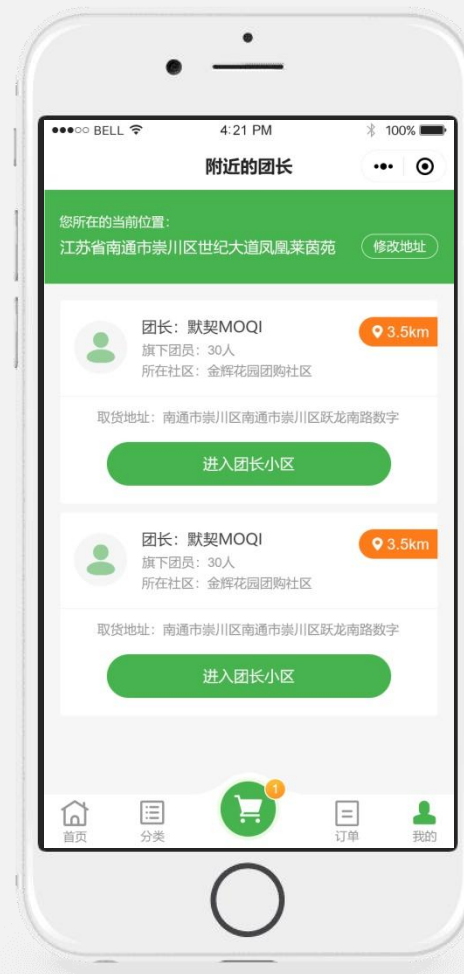 ●●●○○ BELL 4:21 PM 100%
附近的团长
您所在的当前位置：
江苏省南通市崇川区世纪大道凤凰莱茵苑 修改地址
团长：默契MOQI 3.5km
旗下团员：30人
所在社区：金辉花园团购社区
取货地址：南通市崇川区南通市崇川区跃龙南路数字
进入团长小区
团长：默契MOQI 3.5km
旗下团员：30人
所在社区：金辉花园团购社区
取货地址：南通市崇川区南通市崇川区跃龙南路数字
进入团长小区
1
首页 分类 订单 我的